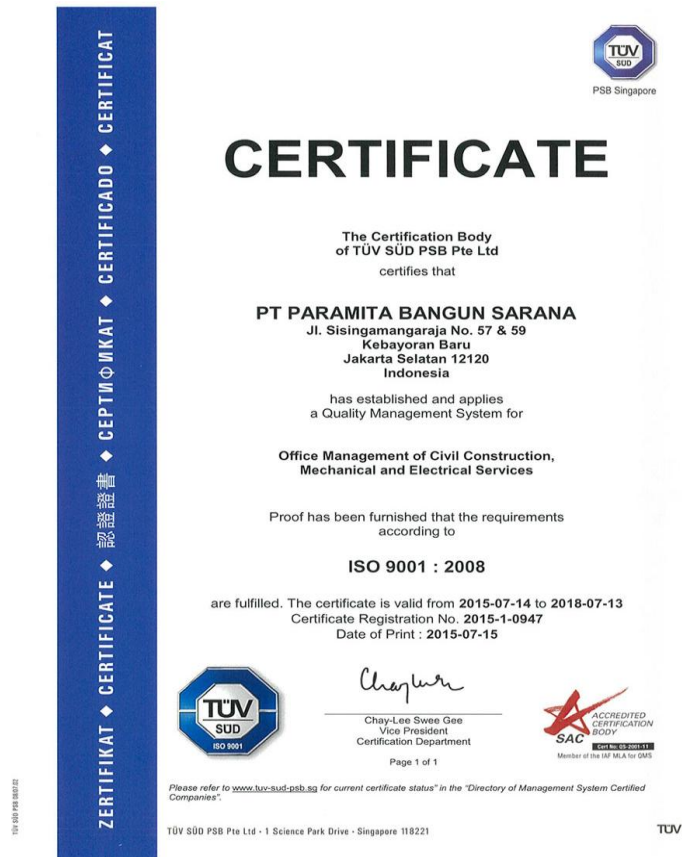 TÜV
SÜD
PSB Singapore
ZERTIFIKAT ◆ CERTIFICATE ◆ 認證證書 ◆ СЕРТИФИКАТ ◆ CERTIFICADO ◆ CERTIFICAT
CERTIFICATE
The Certification Body
of TÜV SÜD PSB Pte Ltd
certifies that
PT PARAMITA BANGUN SARANA
Jl. Sisingamangaraja No. 57 & 59
Kebayoran Baru
Jakarta Selatan 12120
Indonesia
has established and applies
a Quality Management System for
Office Management of Civil Construction,
Mechanical and Electrical Services
Proof has been furnished that the requirements
according to
ISO 9001 : 2008
are fulfilled. The certificate is valid from 2015-07-14 to 2018-07-13
Certificate Registration No. 2015-1-0947
Date of Print : 2015-07-15
TÜV
SÜD
ISO 9001
Chay-Lee Swee Gee
Vice President
Certification Department
Page 1 of 1
SAC
ACCREDITED
CERTIFICATION
BODY
Cert No: 05-2001-11
Member of the IAF MLA for QMS
Please refer to www.tuv-sud-psb.sg for current certificate status" in the "Directory of Management System Certified
Companies".
TÜV SÜD PSB Pte Ltd • 1 Science Park Drive • Singapore 118221
TÜV